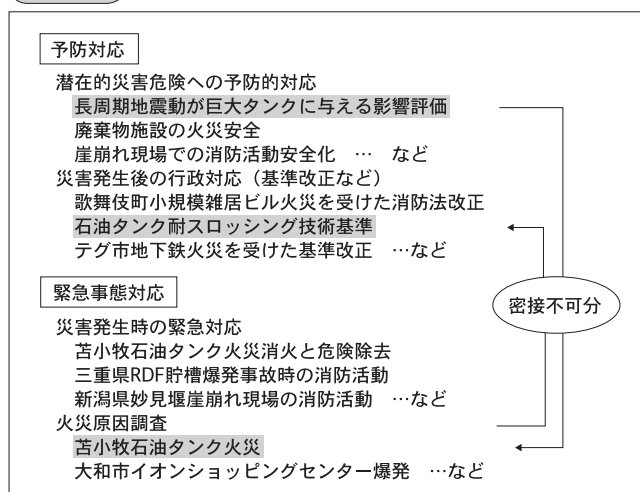 予防対応
潜在的災害危険への予防的対応
長周期地震動が巨大タンクに与える影響評価
廃棄物施設の火災安全
崖崩れ現場での消防活動安全化 … など
災害発生後の行政対応（基準改正など）
歌舞伎町小規模雑居ビル火災を受けた消防法改正
石油タンク耐スロッシング技術基準
テグ市地下鉄火災を受けた基準改正 …など
緊急事態対応
災害発生時の緊急対応
苫小牧石油タンク火災消火と危険除去
三重県RDF貯槽爆発事故時の消防活動
新潟県妙見堰崖崩れ現場の消防活動 …など
火災原因調査
苫小牧石油タンク火災
大和市イオンショッピングセンター爆発 …など
密接不可分